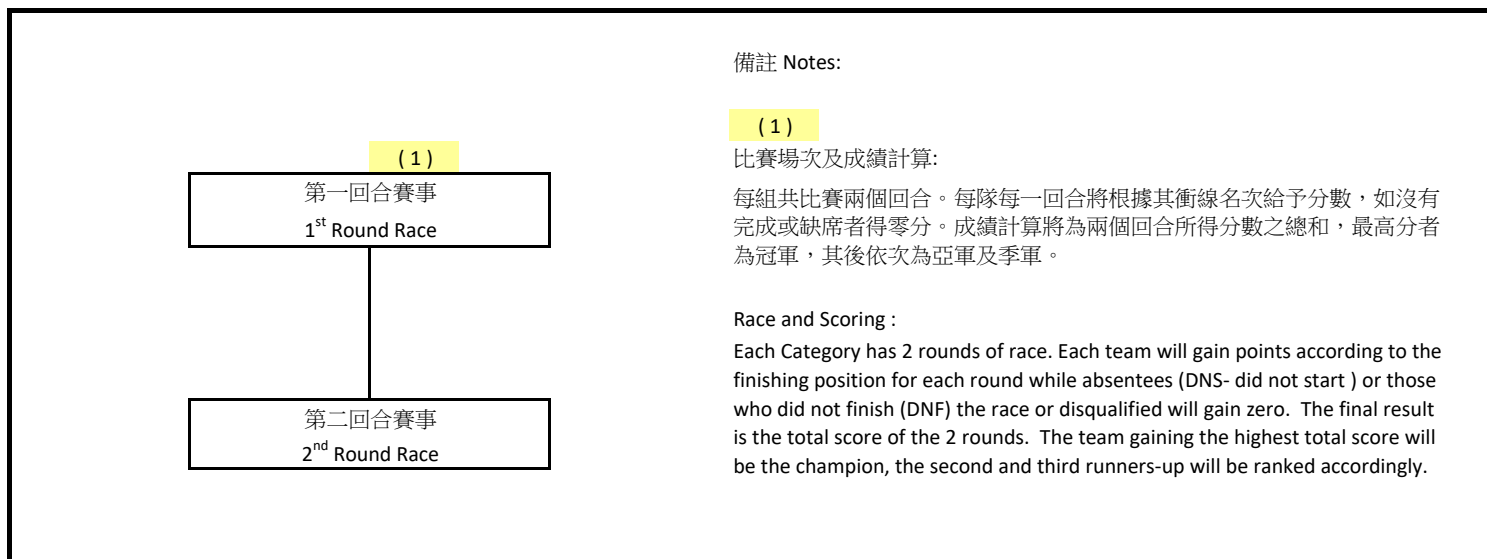 ( 1 )
第一回合賽事
1st Round Race
第二回合賽事
2nd Round Race
備註 Notes:
( 1 )
比賽場次及成績計算:
每組共比賽兩個回合。每隊每一回合將根據其衝線名次給予分數，如沒有
完成或缺席者得零分。成績計算將為兩個回合所得分數之總和，最高分者
為冠軍，其後依次為亞軍及季軍。
Race and Scoring :
Each Category has 2 rounds of race. Each team will gain points according to the
finishing position for each round while absentees (DNS- did not start ) or those
who did not finish (DNF) the race or disqualified will gain zero.  The final result
is the total score of the 2 rounds.  The team gaining the highest total score will
be the champion, the second and third runners-up will be ranked accordingly.